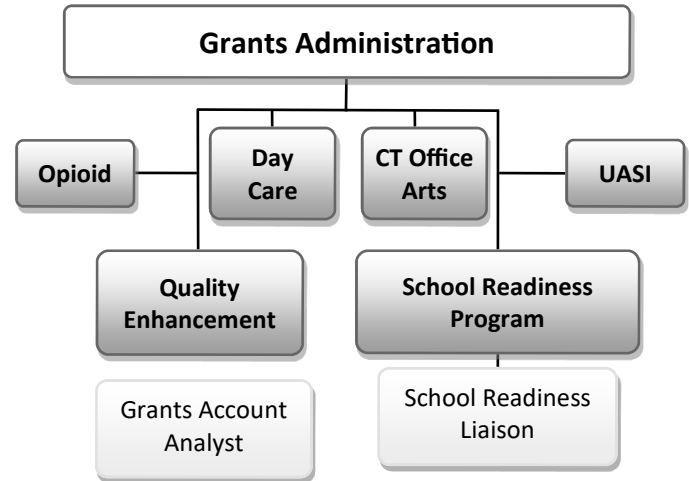 Grants Administration
Opioid
Day
Care
CT Office
Arts
UASI
Quality
Enhancement
School Readiness
Program
Grants Account
Analyst
School Readiness
Liaison